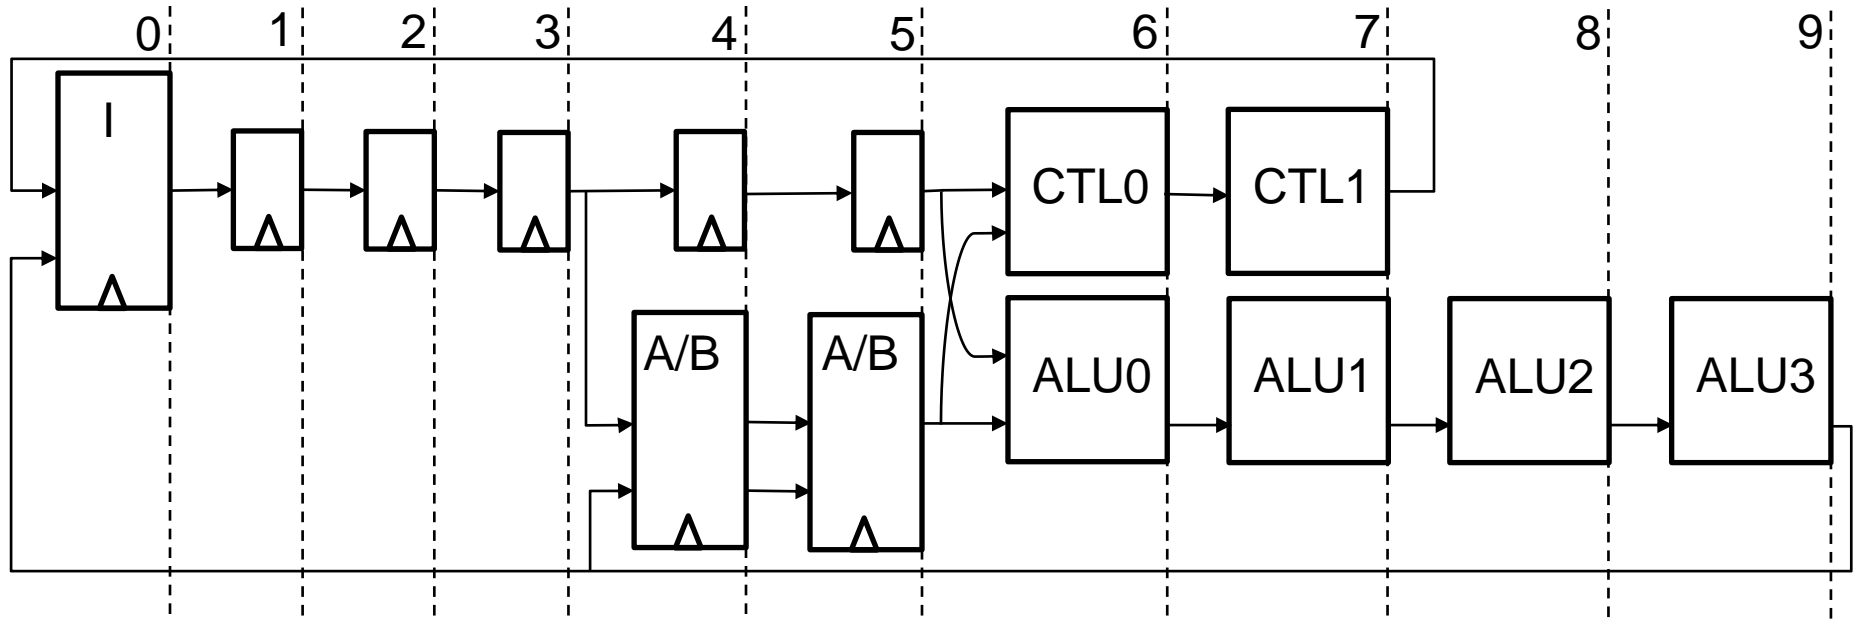 0 1 2 3 4 5 6 7 8 9
I
CTL0 CTL1
A/B A/B
ALU0 ALU1 ALU2 ALU3